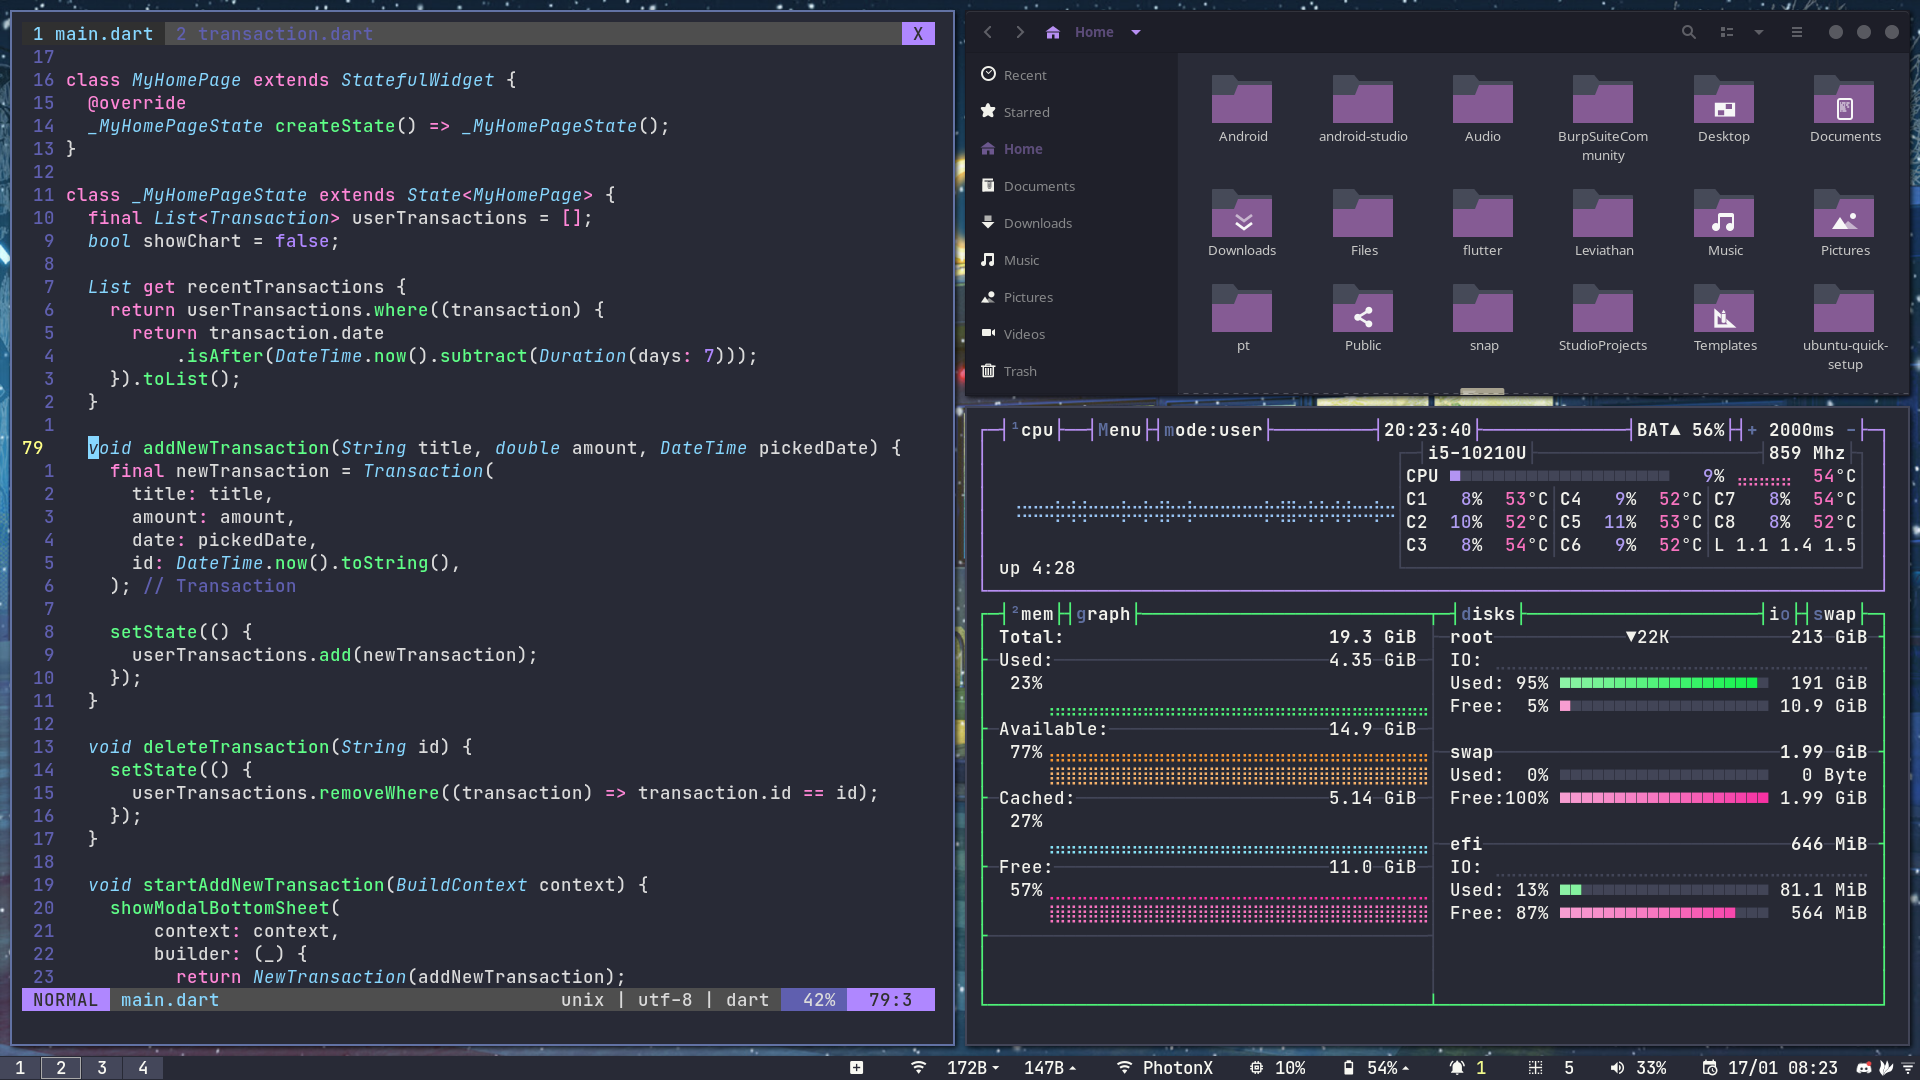 1 main.dart 2 transaction.dart X
17
16 class MyHomePage extends StatefulWidget {
15 @override
14 _MyHomePageState createState() => _MyHomePageState();
13 }
12
11 class _MyHomePageState extends State<MyHomePage> {
10 final List<Transaction> userTransactions = [];
9 bool showChart = false;
8
7 List get recentTransactions {
6 return userTransactions.where((transaction) {
5 return transaction.date
4 .isAfter(DateTime.now().subtract(Duration(days: 7)));
3 }).toList();
2 }
1
79 void addNewTransaction(String title, double amount, DateTime pickedDate) {
1 final newTransaction = Transaction(
2 title: title,
3 amount: amount,
4 date: pickedDate,
5 id: DateTime.now().toString(),
6 ); // Transaction
7
8 setState(() {
9 userTransactions.add(newTransaction);
10 });
11 }
12
13 void deleteTransaction(String id) {
14 setState(() {
15 userTransactions.removeWhere((transaction) => transaction.id == id);
16 });
17 }
18
19 void startAddNewTransaction(BuildContext context) {
20 showModalBottomSheet(
21 context: context,
22 builder: (_) {
23 return NewTransaction(addNewTransaction);
NORMAL main.dart unix | utf-8 | dart 42% 79:3
Home
Recent
Starred
Home
Documents
Downloads
Music
Pictures
Videos
Trash
Android android-studio Audio BurpSuiteCom Desktop Documents
munity
Downloads Files flutter Leviathan Music Pictures
pt Public snap StudioProjects Templates ubuntu-quick-
setup
¹cpu Menu mode:user 20:23:40 BAT▲ 56% + 2000ms -
i5-10210U 859 Mhz
CPU 9% 54°C
C1 8% 53°C C4 9% 52°C C7 8% 54°C
C2 10% 52°C C5 11% 53°C C8 8% 52°C
C3 8% 54°C C6 9% 52°C L 1.1 1.4 1.5
up 4:28
²mem graph
Total: 19.3 GiB
Used: 4.35 GiB
23%
Available: 14.9 GiB
77%
Cached: 5.14 GiB
27%
Free: 11.0 GiB
57%
disks io swap
root ▼22K 213 GiB
IO:
Used: 95% 191 GiB
Free: 5% 10.9 GiB
swap 1.99 GiB
Used: 0% 0 Byte
Free:100% 1.99 GiB
efi 646 MiB
IO:
Used: 13% 81.1 MiB
Free: 87% 564 MiB
1 2 3 4 172B 147B PhotonX 10% 54% 1 5 33% 17/01 08:23